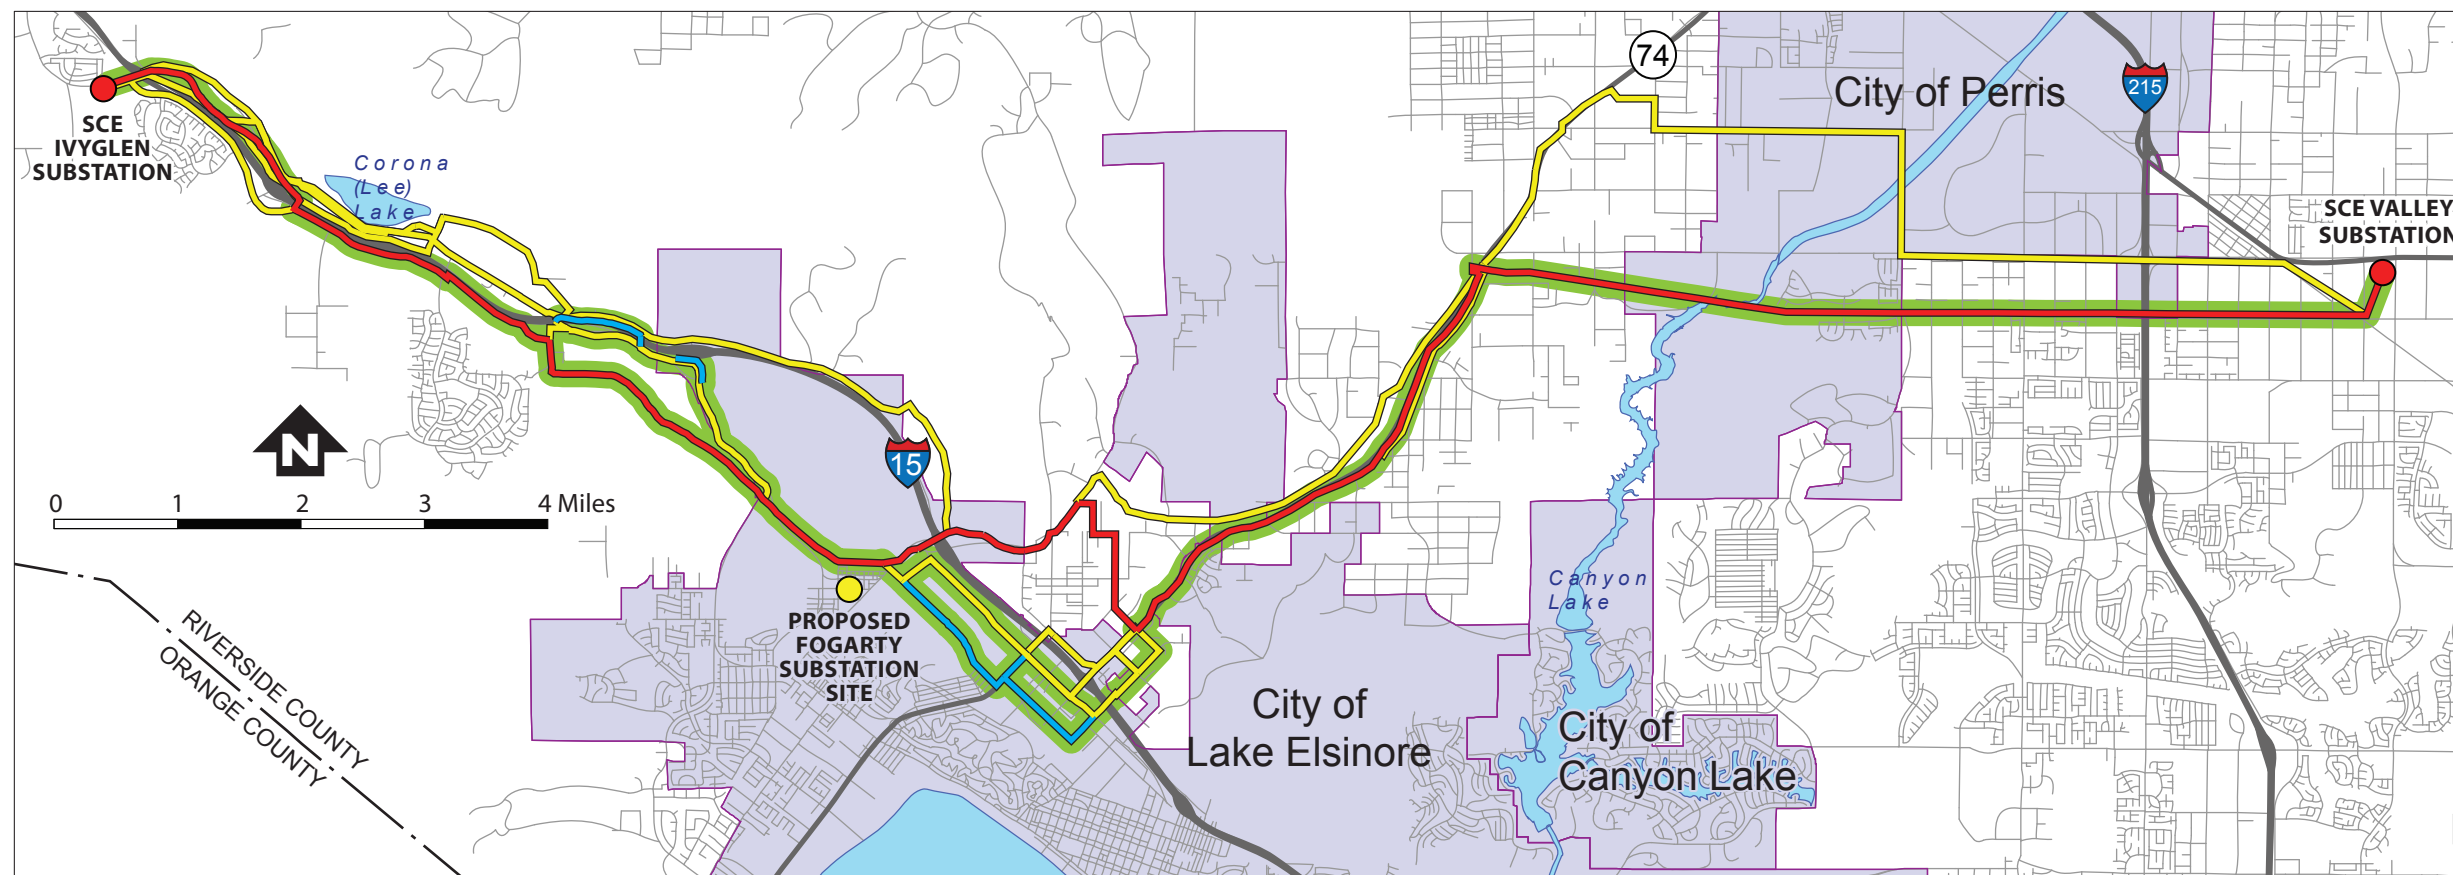 74
City of Perris
215
SCE
IVYGLEN
SUBSTATION
Corona
(Lee)
Lake
SCE VALLEY
SUBSTATION
N
15
0 1 2 3 4 Miles
PROPOSED
FOGARTY
SUBSTATION
SITE
Canyon
Lake
RIVERSIDE COUNTY
ORANGE COUNTY
City of
Lake Elsinore
City of
Canyon Lake